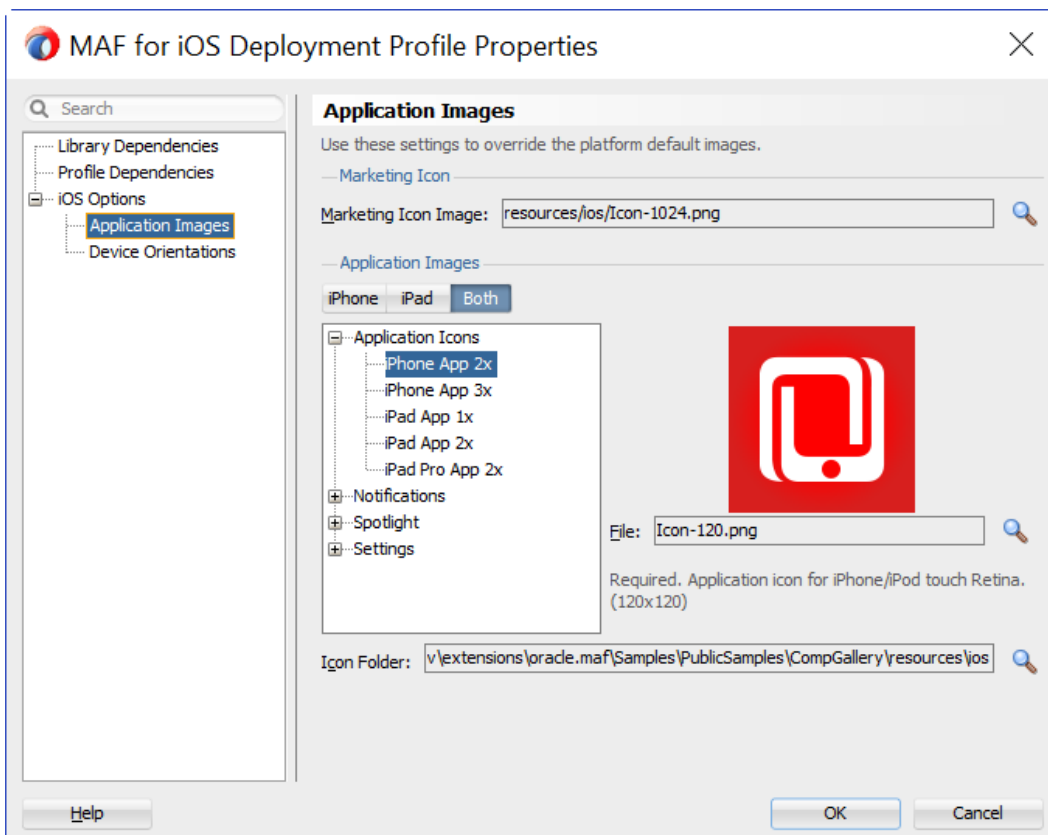 MAF for iOS Deployment Profile Properties
Search
Library Dependencies
Profile Dependencies
iOS Options
Application Images
Device Orientations
Application Images
Use these settings to override the platform default images.
Marketing Icon
Marketing Icon Image: resources/ios/Icon-1024.png
Application Images
iPhone iPad Both
Application Icons
iPhone App 2x
iPhone App 3x
iPad App 1x
iPad App 2x
iPad Pro App 2x
Notifications
Spotlight
Settings
File: Icon-120.png
Required. Application icon for iPhone/iPod touch Retina.
(120x120)
Icon Folder: v\extensions\oracle.maf\Samples\PublicSamples\CompGallery\resources\ios
Help OK Cancel